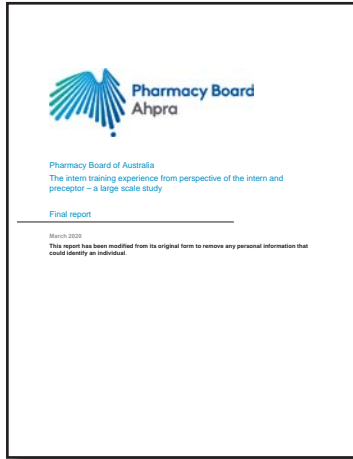 Pharmacy Board
Ahpra
Pharmacy Board of Australia
The intern training experience from perspective of the intern and
preceptor – a large scale study
Final report
March 2020
This report has been modified from its original form to remove any personal information that
could identify an individual.